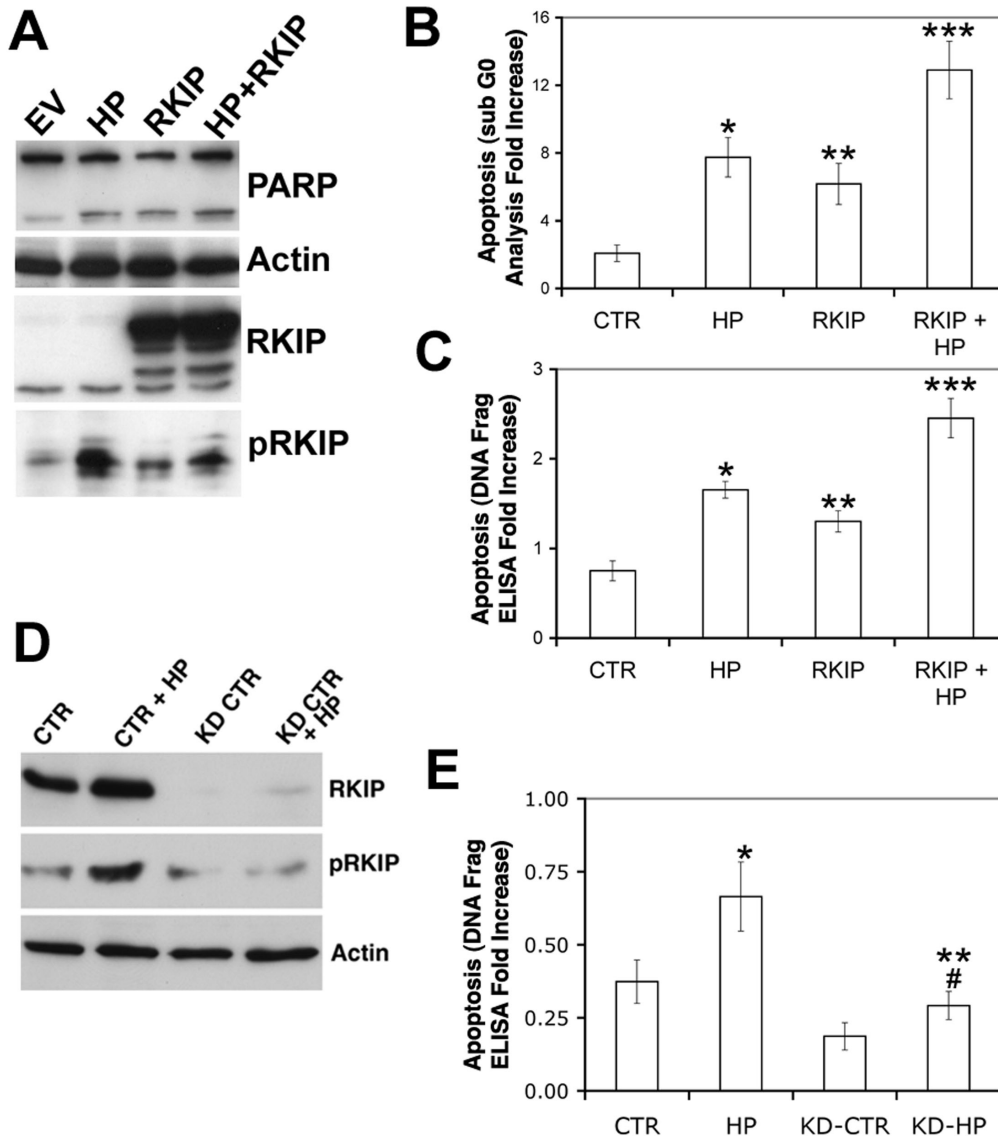 A
EV
HP
RKIP
HP+RKIP
PARP
Actin
RKIP
pRKIP
B
Apoptosis (sub G0
Analysis Fold Increase)
16
12
8
4
0
*
**
***
CTR
HP
RKIP
RKIP +
HP
C
Apoptosis (DNA Frag
ELISA Fold Increase)
3
2
1
0
*
**
***
CTR
HP
RKIP
RKIP +
HP
D
CTR
CTR + HP
KD CTR
KD CTR
+ HP
RKIP
pRKIP
Actin
E
Apoptosis (DNA Frag
ELISA Fold Increase)
1.00
0.75
0.50
0.25
0.00
*
**
#
CTR
HP
KD-CTR
KD-HP